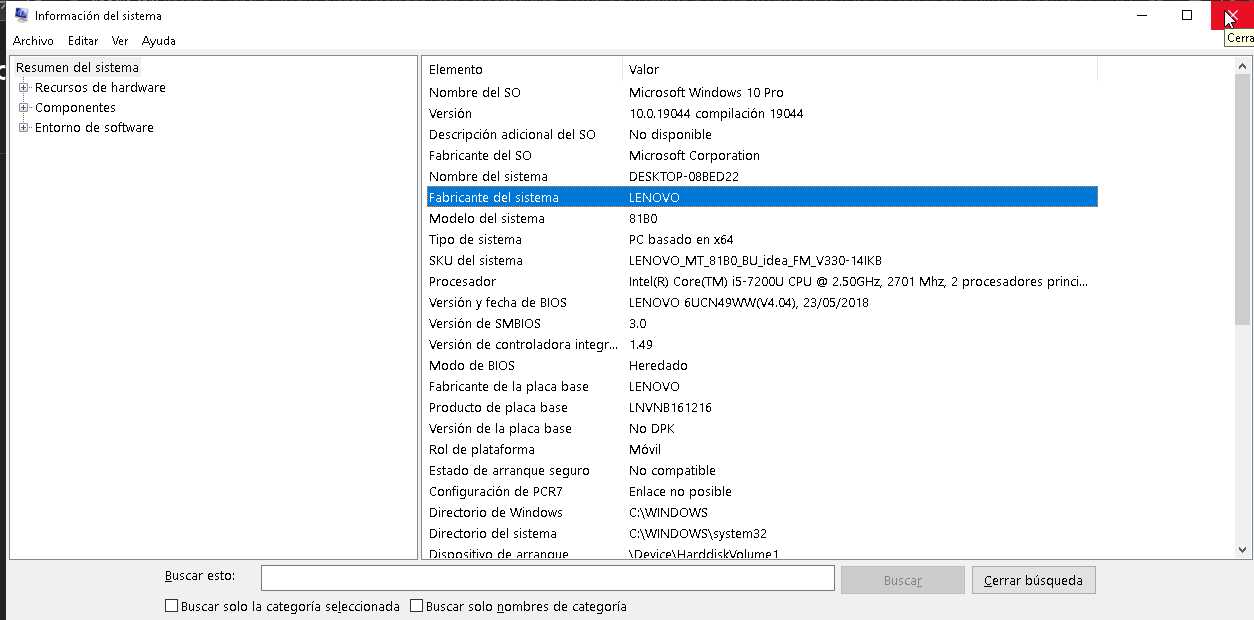 Información del sistema
Cerra
Archivo Editar Ver Ayuda
Resumen del sistema
Recursos de hardware
Componentes
Entorno de software
Elemento Valor
Nombre del SO Microsoft Windows 10 Pro
Versión 10.0.19044 compilación 19044
Descripción adicional del SO No disponible
Fabricante del SO Microsoft Corporation
Nombre del sistema DESKTOP-08BED22
Fabricante del sistema LENOVO
Modelo del sistema 81B0
Tipo de sistema PC basado en x64
SKU del sistema LENOVO_MT_81B0_BU_idea_FM_V330-14IKB
Procesador Intel(R) Core(TM) i5-7200U CPU @ 2.50GHz, 2701 Mhz, 2 procesadores princi...
Versión y fecha de BIOS LENOVO 6UCN49WW(V4.04), 23/05/2018
Versión de SMBIOS 3.0
Versión de controladora integr... 1.49
Modo de BIOS Heredado
Fabricante de la placa base LENOVO
Producto de placa base LNVNB161216
Versión de la placa base No DPK
Rol de plataforma Móvil
Estado de arranque seguro No compatible
Configuración de PCR7 Enlace no posible
Directorio de Windows C:\WINDOWS
Directorio del sistema C:\WINDOWS\system32
Dispositivo de arranque \Device\HarddiskVolume1
Buscar esto: Buscar Cerrar búsqueda
Buscar solo la categoría seleccionada Buscar solo nombres de categoría